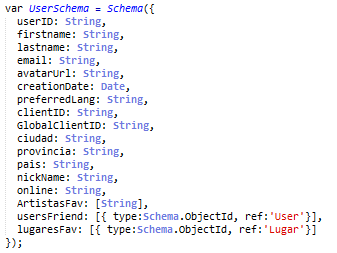 var UserSchema = Schema({
userID: String,
firstname: String,
lastname: String,
email: String,
avatarUrl: String,
creationDate: Date,
preferredLang: String,
clientID: String,
GlobalClientID: String,
ciudad: String,
provincia: String,
pais: String,
nickName: String,
online: String,
ArtistasFav: [String],
usersFriend: [{ type:Schema.ObjectId, ref:'User'}],
lugaresFav: [{ type:Schema.ObjectId, ref:'Lugar'}]
});